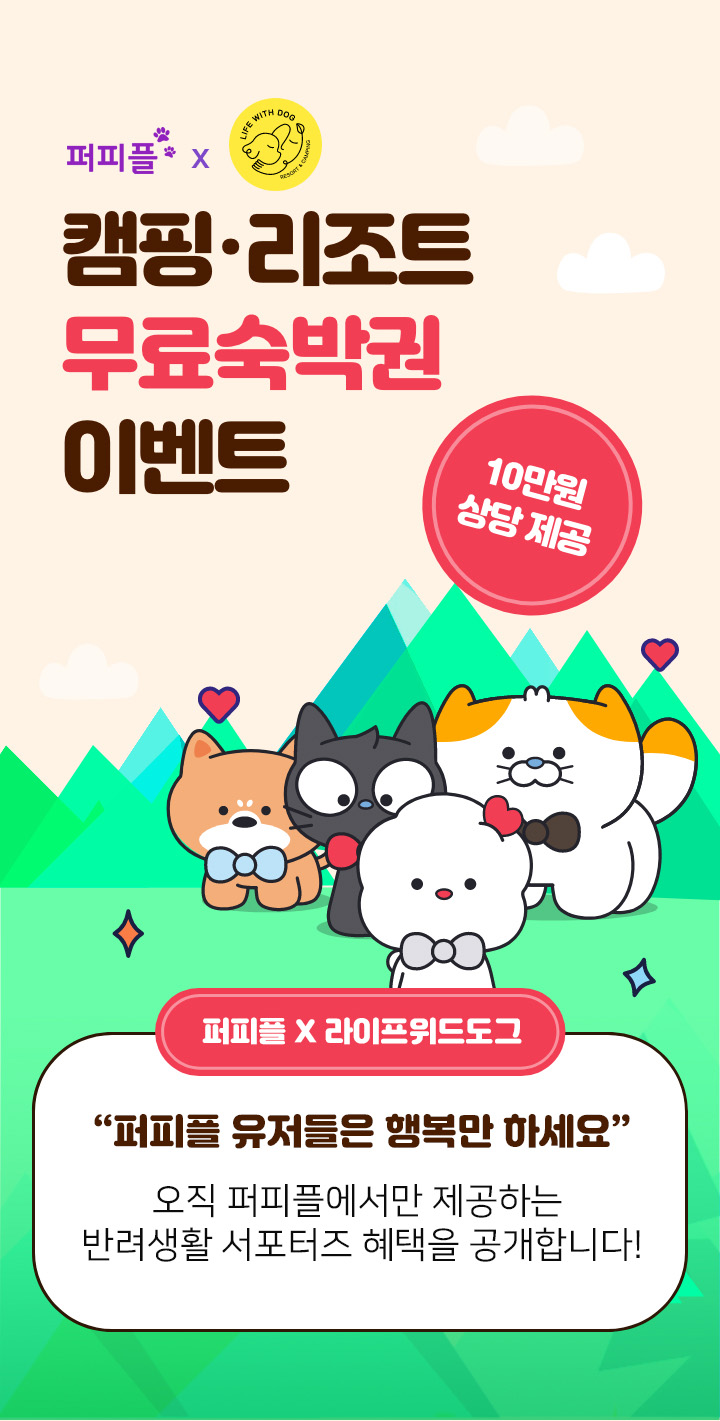 퍼피플 X
LIFE WITH DOG
RESORT & CAMPING
캠핑·리조트
무료숙박권
이벤트
10만원
상당 제공
퍼피플 X 라이프위드도그
“퍼피플 유저들은 행복만 하세요”
오직 퍼피플에서만 제공하는
반려생활 서포터즈 혜택을 공개합니다!